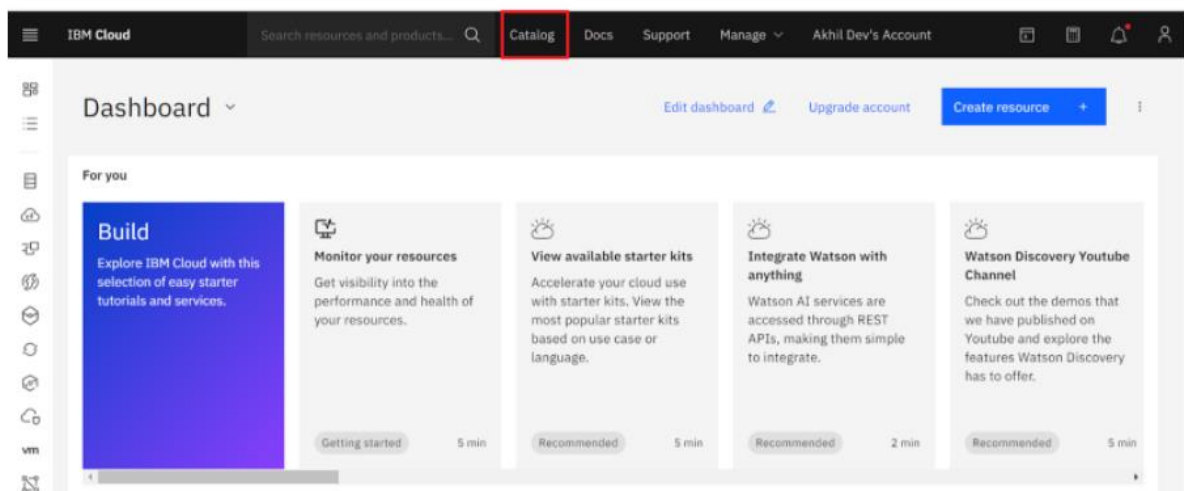 IBM Cloud Search resources and products... Catalog Docs Support Manage Akhil Dev's Account
Dashboard Edit dashboard Upgrade account Create resource +
For you
Build
Explore IBM Cloud with this
selection of easy starter
tutorials and services.
Monitor your resources
Get visibility into the
performance and health of
your resources.
Getting started 5 min
View available starter kits
Accelerate your cloud use
with starter kits. View the
most popular starter kits
based on use case or
language.
Recommended 5 min
Integrate Watson with
anything
Watson AI services are
accessed through REST
APIs, making them simple
to integrate.
Recommended 2 min
Watson Discovery Youtube
Channel
Check out the demos that
we have published on
Youtube and explore the
features Watson Discovery
has to offer.
Recommended 5 min
vm